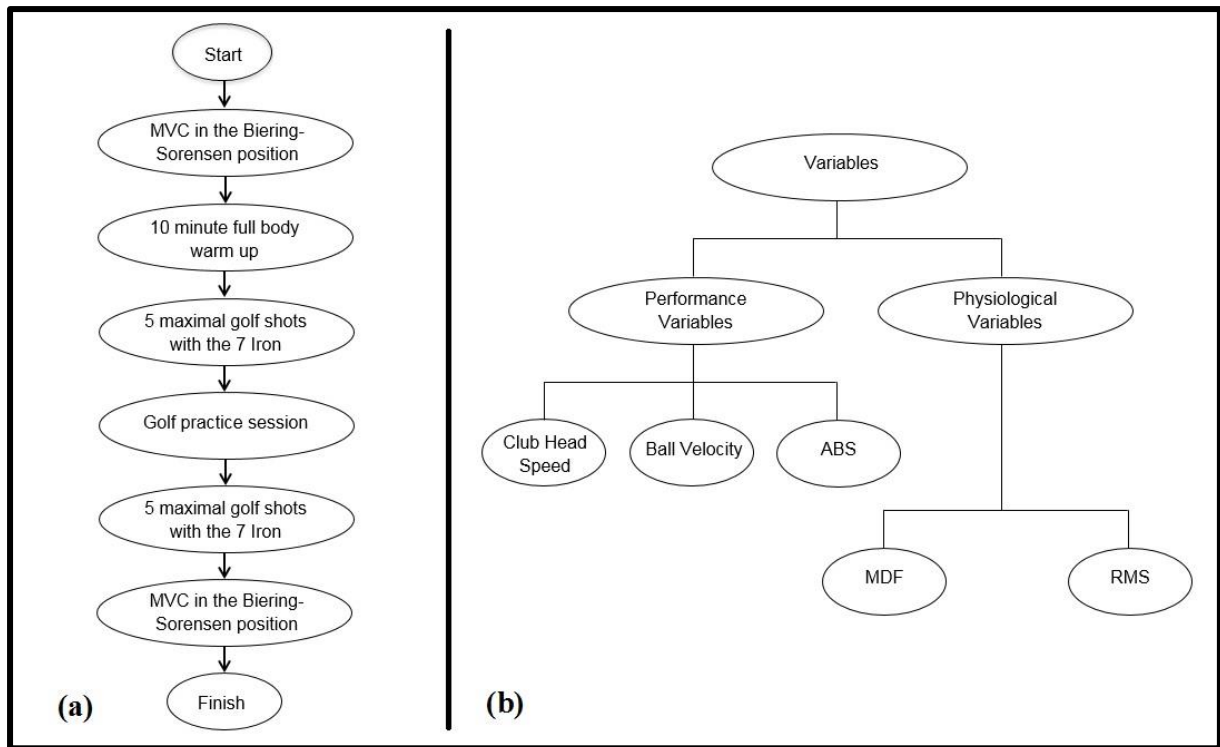 Start
MVC in the Biering-
Sorensen position
10 minute full body
warm up
5 maximal golf shots
with the 7 Iron
Golf practice session
5 maximal golf shots
with the 7 Iron
MVC in the Biering-
Sorensen position
Finish
(a)
Variables
Performance
Variables
Physiological
Variables
Club Head
Speed
Ball Velocity
ABS
MDF
RMS
(b)